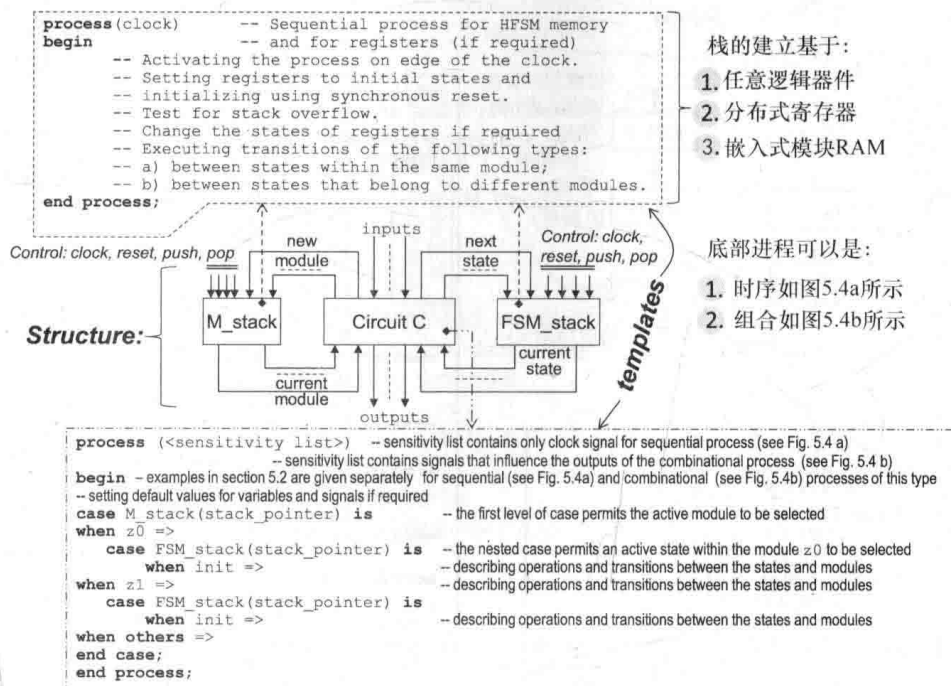 process(clock) -- Sequential process for HFSM memory
begin -- and for registers (if required)
-- Activating the process on edge of the clock.
-- Setting registers to initial states and
-- initializing using synchronous reset.
-- Test for stack overflow.
-- Change the states of registers if required
-- Executing transitions of the following types:
-- a) between states within the same module;
-- b) between states that belong to different modules.
end process;
栈的建立基于:
1. 任意逻辑器件
2. 分布式寄存器
3. 嵌入式模块RAM
Control: clock, reset, push, pop
new
module
inputs
next
state
Control: clock,
reset, push, pop
底部进程可以是:
1. 时序如图5.4a所示
2. 组合如图5.4b所示
Structure:
M_stack
Circuit C
FSM_stack
templates
current
module
current
state
outputs
process (<sensitivity list>) -- sensitivity list contains only clock signal for sequential process (see Fig. 5.4 a)
-- sensitivity list contains signals that influence the outputs of the combinational process (see Fig. 5.4 b)
begin – examples in section 5.2 are given separately for sequential (see Fig. 5.4a) and combinational (see Fig. 5.4b) processes of this type
-- setting default values for variables and signals if required
case M_stack(stack_pointer) is -- the first level of case permits the active module to be selected
when z0 =>
case FSM_stack(stack_pointer) is -- the nested case permits an active state within the module z0 to be selected
when init => -- describing operations and transitions between the states and modules
when z1 => -- describing operations and transitions between the states and modules
case FSM_stack(stack_pointer) is
when init => -- describing operations and transitions between the states and modules
when others =>
end case;
end process;